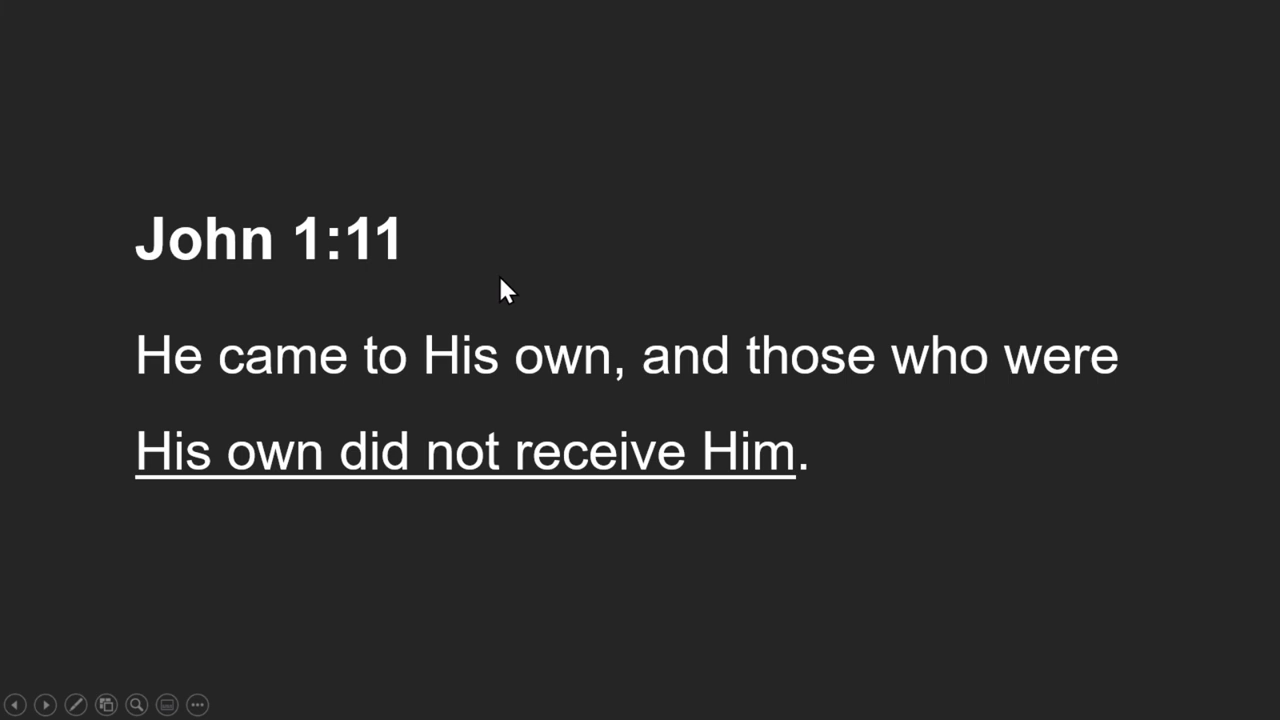 John 1:11
He came to His own, and those who were
His own did not receive Him.